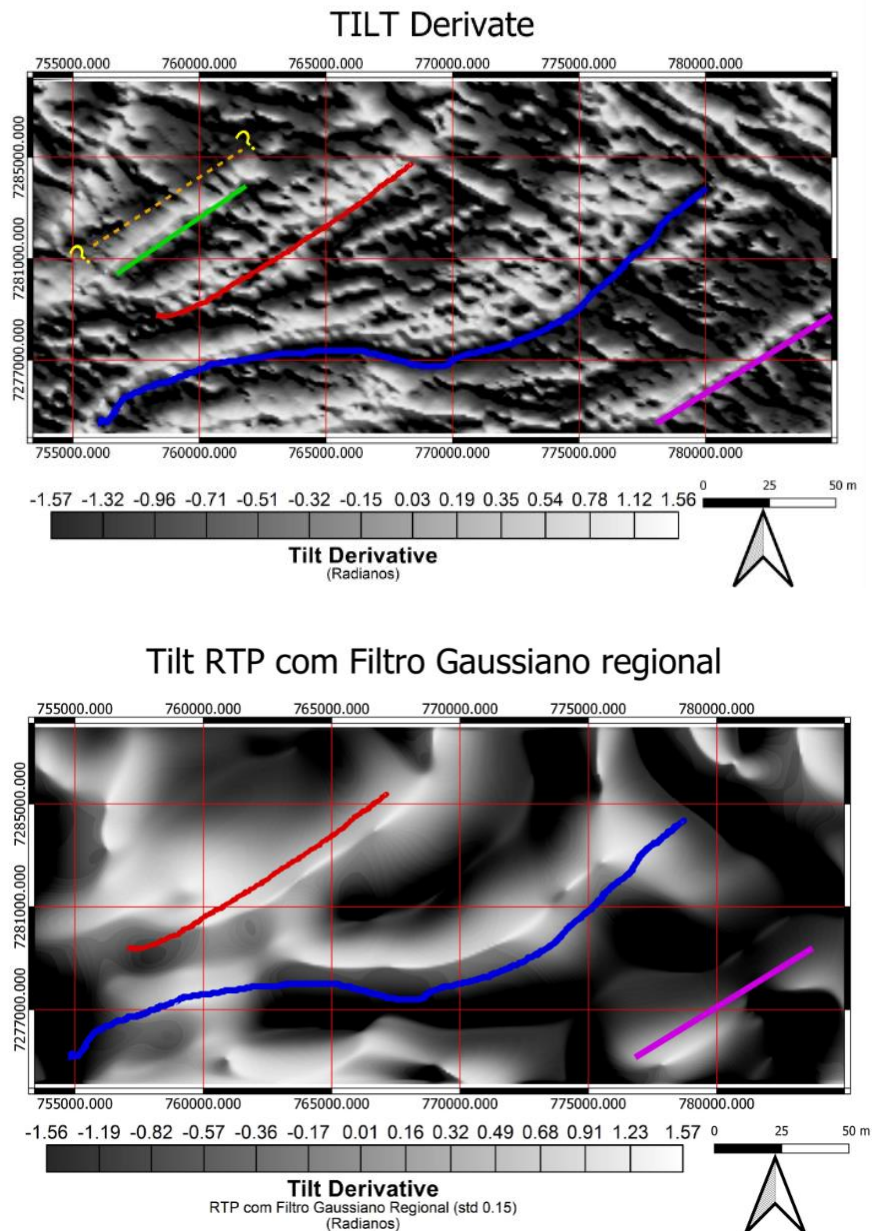 TILT Derivate
755000.000 760000.000 765000.000 770000.000 775000.000 780000.000
7285000.000
7281000.000
7277000.000
?
?
755000.000 760000.000 765000.000 770000.000 775000.000 780000.000
-1.57 -1.32 -0.96 -0.71 -0.51 -0.32 -0.15 0.03 0.19 0.35 0.54 0.78 1.12 1.56
0 25 50 m
Tilt Derivative
(Radianos)
Tilt RTP com Filtro Gaussiano regional
755000.000 760000.000 765000.000 770000.000 775000.000 780000.000
7285000.000
7281000.000
7277000.000
755000.000 760000.000 765000.000 770000.000 775000.000 780000.000
-1.56 -1.19 -0.82 -0.57 -0.36 -0.17 0.01 0.16 0.32 0.49 0.68 0.91 1.23 1.57
0 25 50 m
Tilt Derivative
RTP com Filtro Gaussiano Regional (std 0.15)
(Radianos)